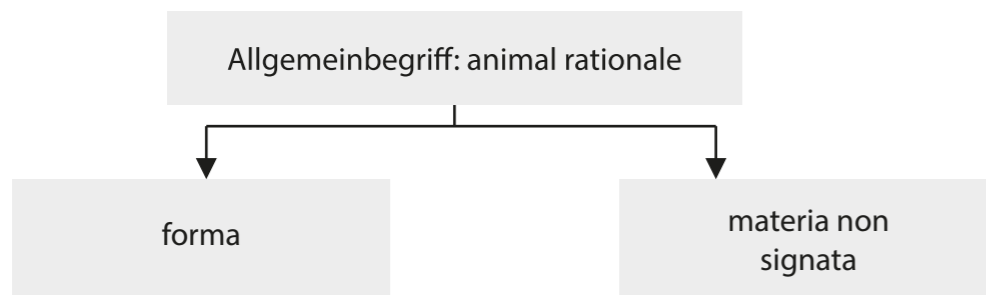 Allgemeinbegriff: animal rationale
forma
materia non
signata